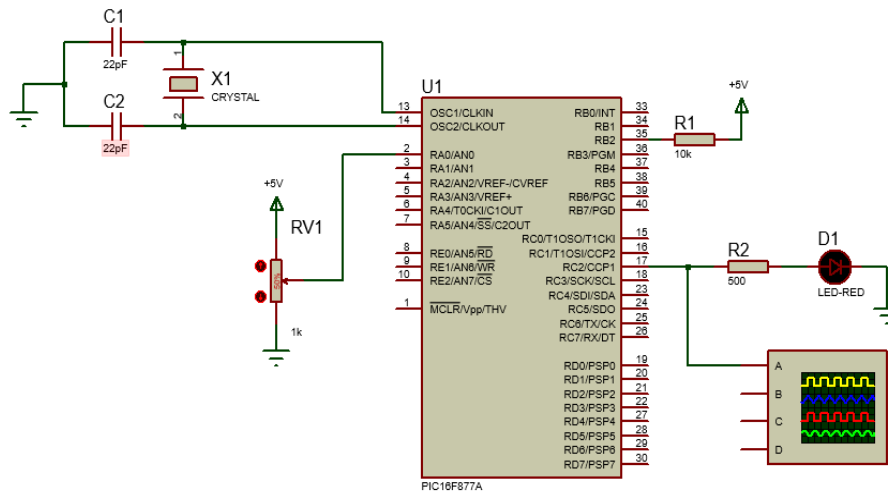 C1
22pF
1
X1
CRYSTAL
2
C2
22pF
U1
13 OSC1/CLKIN
14 OSC2/CLKOUT
2 RA0/AN0
3 RA1/AN1
4 RA2/AN2/VREF-/CVREF
5 RA3/AN3/VREF+
6 RA4/T0CKI/C1OUT
7 RA5/AN4/SS/C2OUT
8 RE0/AN5/RD
9 RE1/AN6/WR
10 RE2/AN7/CS
1 MCLR/Vpp/THV
RB0/INT 33
RB1 34
RB2 35
RB3/PGM 36
RB4 37
RB5 38
RB6/PGC 39
RB7/PGD 40
RC0/T1OSO/T1CKI 15
RC1/T1OSI/CCP2 16
RC2/CCP1 17
RC3/SCK/SCL 18
RC4/SDI/SDA 23
RC5/SDO 24
RC6/TX/CK 25
RC7/RX/DT 26
RD0/PSP0 19
RD1/PSP1 20
RD2/PSP2 21
RD3/PSP3 22
RD4/PSP4 27
RD5/PSP5 28
RD6/PSP6 29
RD7/PSP7 30
PIC16F877A
+5V
RV1
50%
1k
R1
10k
+5V
R2
500
D1
LED-RED
A
B
C
D